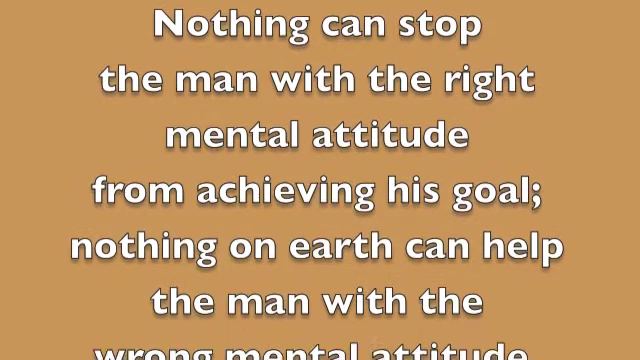 Nothing can stop
the man with the right
mental attitude
from achieving his goal;
nothing on earth can help
the man with the
wrong mental attitude